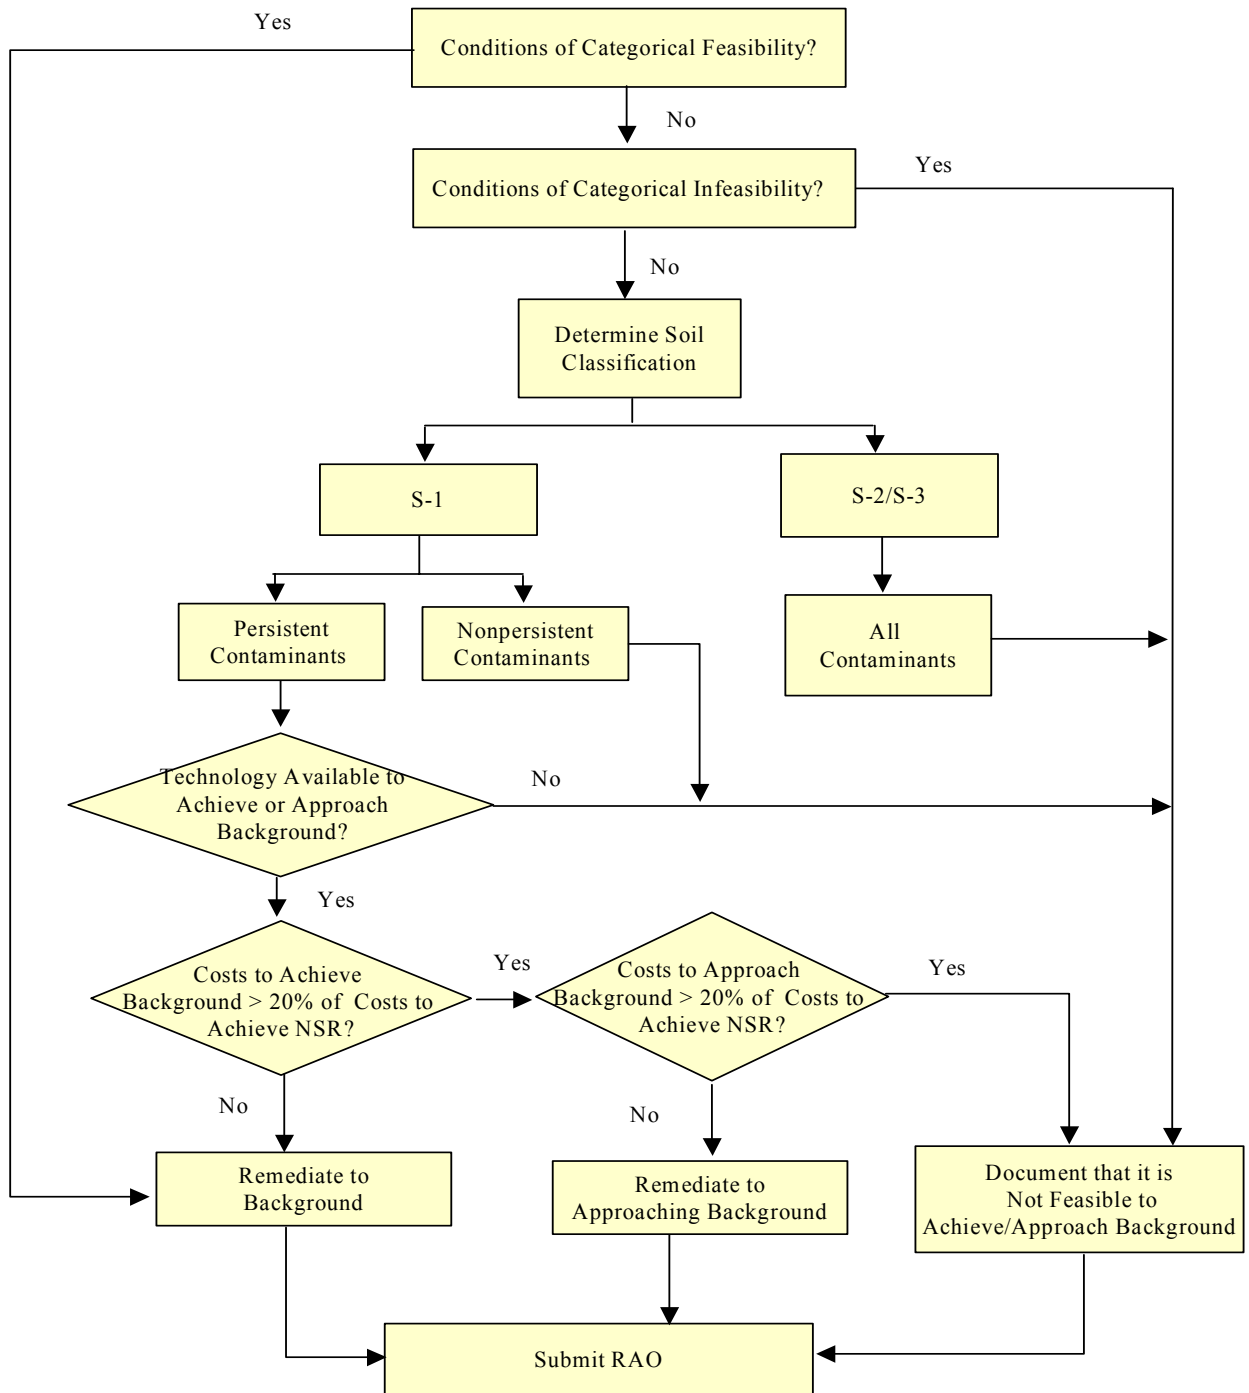 Yes
Conditions of Categorical Feasibility?
No
Conditions of Categorical Infeasibility?
Yes
No
Determine Soil
Classification
S-1
S-2/S-3
Persistent
Contaminants
Nonpersistent
Contaminants
All
Contaminants
Technology Available to
Achieve or Approach
Background?
No
Yes
Costs to Achieve
Background > 20% of Costs to
Achieve NSR?
Yes
Costs to Approach
Background > 20% of Costs to
Achieve NSR?
Yes
No
No
Remediate to
Background
Remediate to
Approaching Background
Document that it is
Not Feasible to
Achieve/Approach Background
Submit RAO